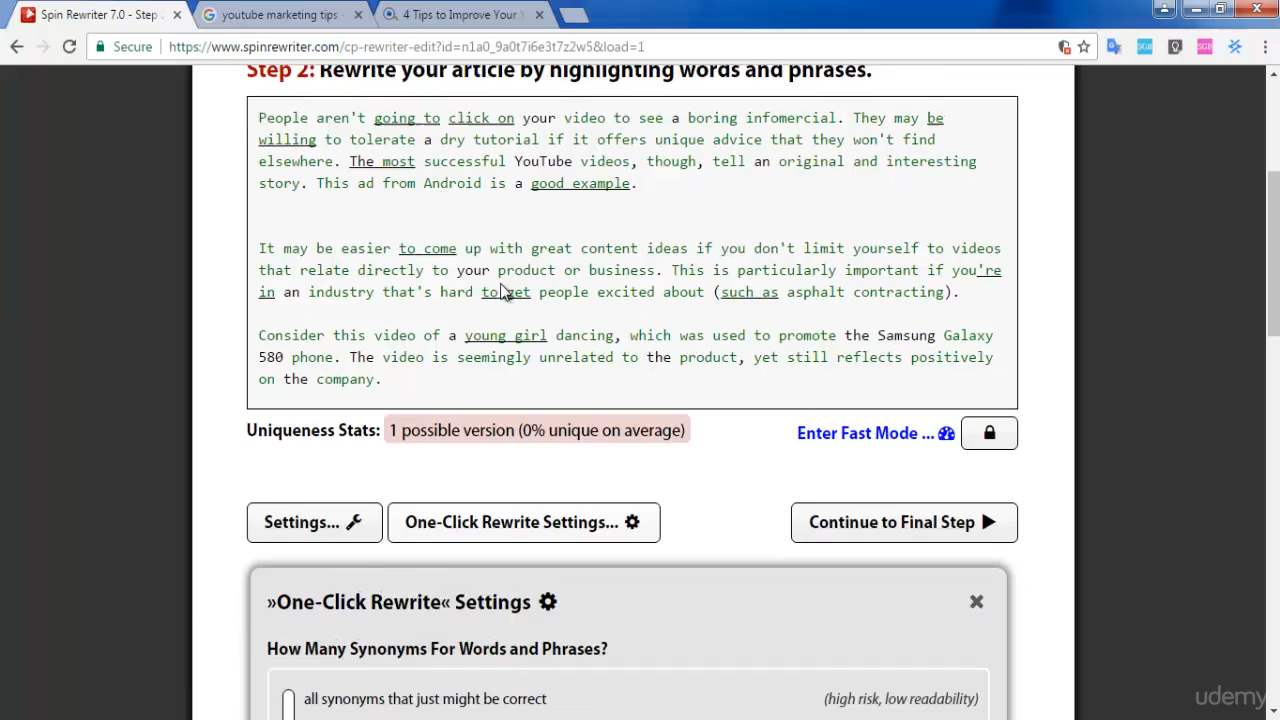 Spin Rewriter 7.0 - Step
youtube marketing tips -
4 Tips to Improve Your
Secure
https://www.spinrewriter.com/cp-rewriter-edit?id=n1a0_9a0t7i6e3t7z2w5&load=1
SGB
SGB
Step 2: Rewrite your article by highlighting words and phrases.
People aren't going to click on your video to see a boring infomercial. They may be
willing to tolerate a dry tutorial if it offers unique advice that they won't find
elsewhere. The most successful YouTube videos, though, tell an original and interesting
story. This ad from Android is a good example.
It may be easier to come up with great content ideas if you don't limit yourself to videos
that relate directly to your product or business. This is particularly important if you're
in an industry that's hard to get people excited about (such as asphalt contracting).
Consider this video of a young girl dancing, which was used to promote the Samsung Galaxy
580 phone. The video is seemingly unrelated to the product, yet still reflects positively
on the company.
Uniqueness Stats: 1 possible version (0% unique on average)
Enter Fast Mode ...
Settings...
One-Click Rewrite Settings...
Continue to Final Step
»One-Click Rewrite« Settings
How Many Synonyms For Words and Phrases?
all synonyms that just might be correct
(high risk, low readability)
udemy